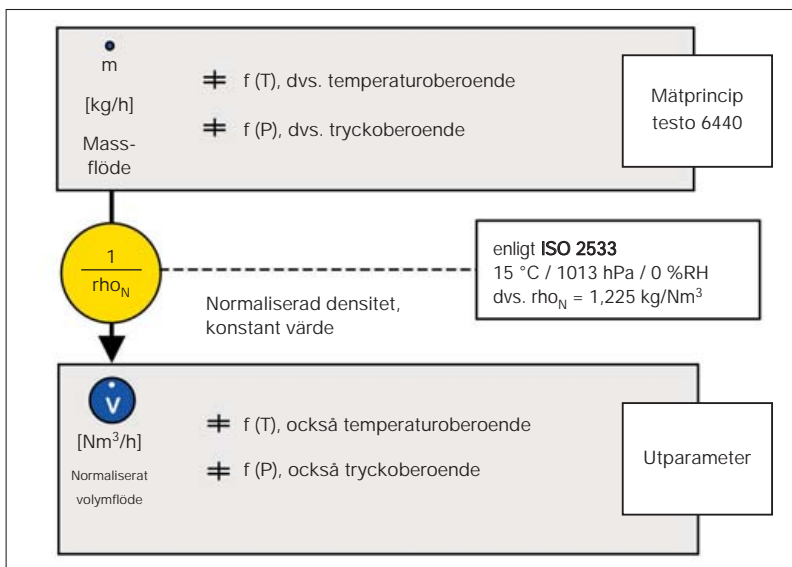 m
[kg/h]
Mass-
flöde
≠ f (T), dvs. temperaturoberoende
≠ f (P), dvs. tryckoberoende
Mätprincip
testo 6440
1
rho_N
enligt ISO 2533
15 °C / 1013 hPa / 0 %RH
dvs. rho_N = 1,225 kg/Nm³
Normaliserad densitet,
konstant värde
V
[Nm³/h]
Normaliserat
volymflöde
≠ f (T), också temperaturoberoende
≠ f (P), också tryckoberoende
Utparameter